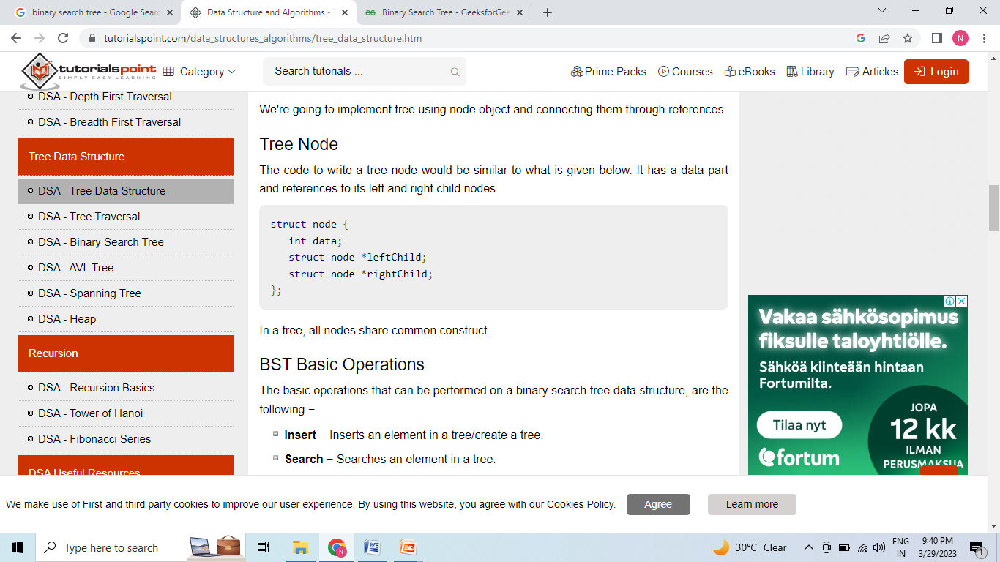 binary search tree - Google Sear
Data Structure and Algorithms - T
Binary Search Tree - GeeksforGee
tutorialspoint.com/data_structures_algorithms/tree_data_structure.htm
N
tutorialspoint
SIMPLY EASY LEARNING
Category
Search tutorials ...
Prime Packs
Courses
eBooks
Library
Articles
Login
DSA - Depth First Traversal
DSA - Breadth First Traversal
Tree Data Structure
DSA - Tree Data Structure
DSA - Tree Traversal
DSA - Binary Search Tree
DSA - AVL Tree
DSA - Spanning Tree
DSA - Heap
Recursion
DSA - Recursion Basics
DSA - Tower of Hanoi
DSA - Fibonacci Series
DSA Useful Resources
We're going to implement tree using node object and connecting them through references.
Tree Node
The code to write a tree node would be similar to what is given below. It has a data part
and references to its left and right child nodes.
struct node {
int data;
struct node *leftChild;
struct node *rightChild;
};
In a tree, all nodes share common construct.
BST Basic Operations
The basic operations that can be performed on a binary search tree data structure, are the
following −
Insert − Inserts an element in a tree/create a tree.
Search − Searches an element in a tree.
Vakaa sähkösopimus
fiksulle taloyhtiölle.
Sähköä kiinteään hintaan
Fortumilta.
Tilaa nyt
fortum
JOPA
12 kk
ILMAN
PERUSMAKSUA
We make use of First and third party cookies to improve our user experience. By using this website, you agree with our Cookies Policy.
Agree
Learn more
Type here to search
N
30°C Clear
ENG
IN
9:40 PM
3/29/2023
1